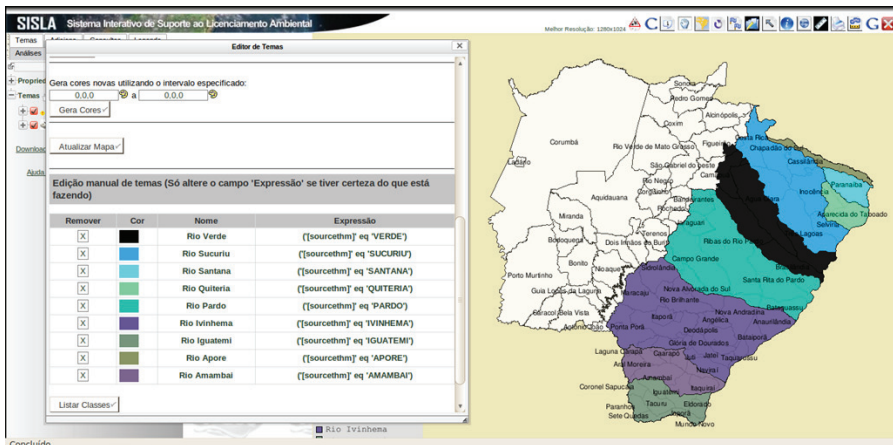 SISLA Sistema Interativo de Suporte ao Licenciamento Ambiental
Melhor Resolução: 1280x1024
Temas
Análises
Editor de Temas
Propried
Temas
Download
Ajuda
Gera cores novas utilizando o intervalo especificado:
0,0,0 a 0,0,0
Gera Cores
Atualizar Mapa
Edição manual de temas (Só altere o campo 'Expressão' se tiver certeza do que está
fazendo)
Remover Cor Nome Expressão
X Rio Verde ('[sourcethm]' eq 'VERDE')
X Rio Sucuriu ('[sourcethm]' eq 'SUCURIU')
X Rio Santana ('[sourcethm]' eq 'SANTANA')
X Rio Quiteria ('[sourcethm]' eq 'QUITERIA')
X Rio Pardo ('[sourcethm]' eq 'PARDO')
X Rio Ivinhema ('[sourcethm]' eq 'IVINHEMA')
X Rio Iguatemi ('[sourcethm]' eq 'IGUATEMI')
X Rio Apore ('[sourcethm]' eq 'APORE')
X Rio Amambai ('[sourcethm]' eq 'AMAMBAI')
Listar Classes
Rio Ivinhema
Concluído
Sonora
Pedro Gomes
Alcinópolis
Coxim
Corumbá
Rio Verde de Mato Grosso
Costa Rica
Chapadão do Sul
Cassilândia
Ladário
São Gabriel do oeste
Rio Negro
Corguinho
Paranaíba
Inocência
Aquidauana
Rochedo
Bandeirantes
Aparecida do Taboado
Miranda
Jaraguari
Selvíria
Terenos
Lagoas
Bodoquena
Dois Irmãos do Buriti
Ribas do Rio
Bonito
Nioaque
Sidrolândia
Campo Grande
Porto Murtinho
Santa Rita do Pardo
Guia Lopes da Laguna
Maracaju
Nova Alvorada do Sul
Rio Brilhante
Bela Vista
Nova Andradina
Itaporã
Angélica
Anaurilândia
Ponta Porã
Deodápolis
Batayporã
Glória de Dourados
Laguna Carapã
Caarapó
Juti
Jateí
Taquarussu
Aral Moreira
Naviraí
Amambai
Coronel Sapucaia
Itaquiraí
Iguatemi
Paranhos
Tacuru
Eldorado
Sete Quedas
Mundo Novo